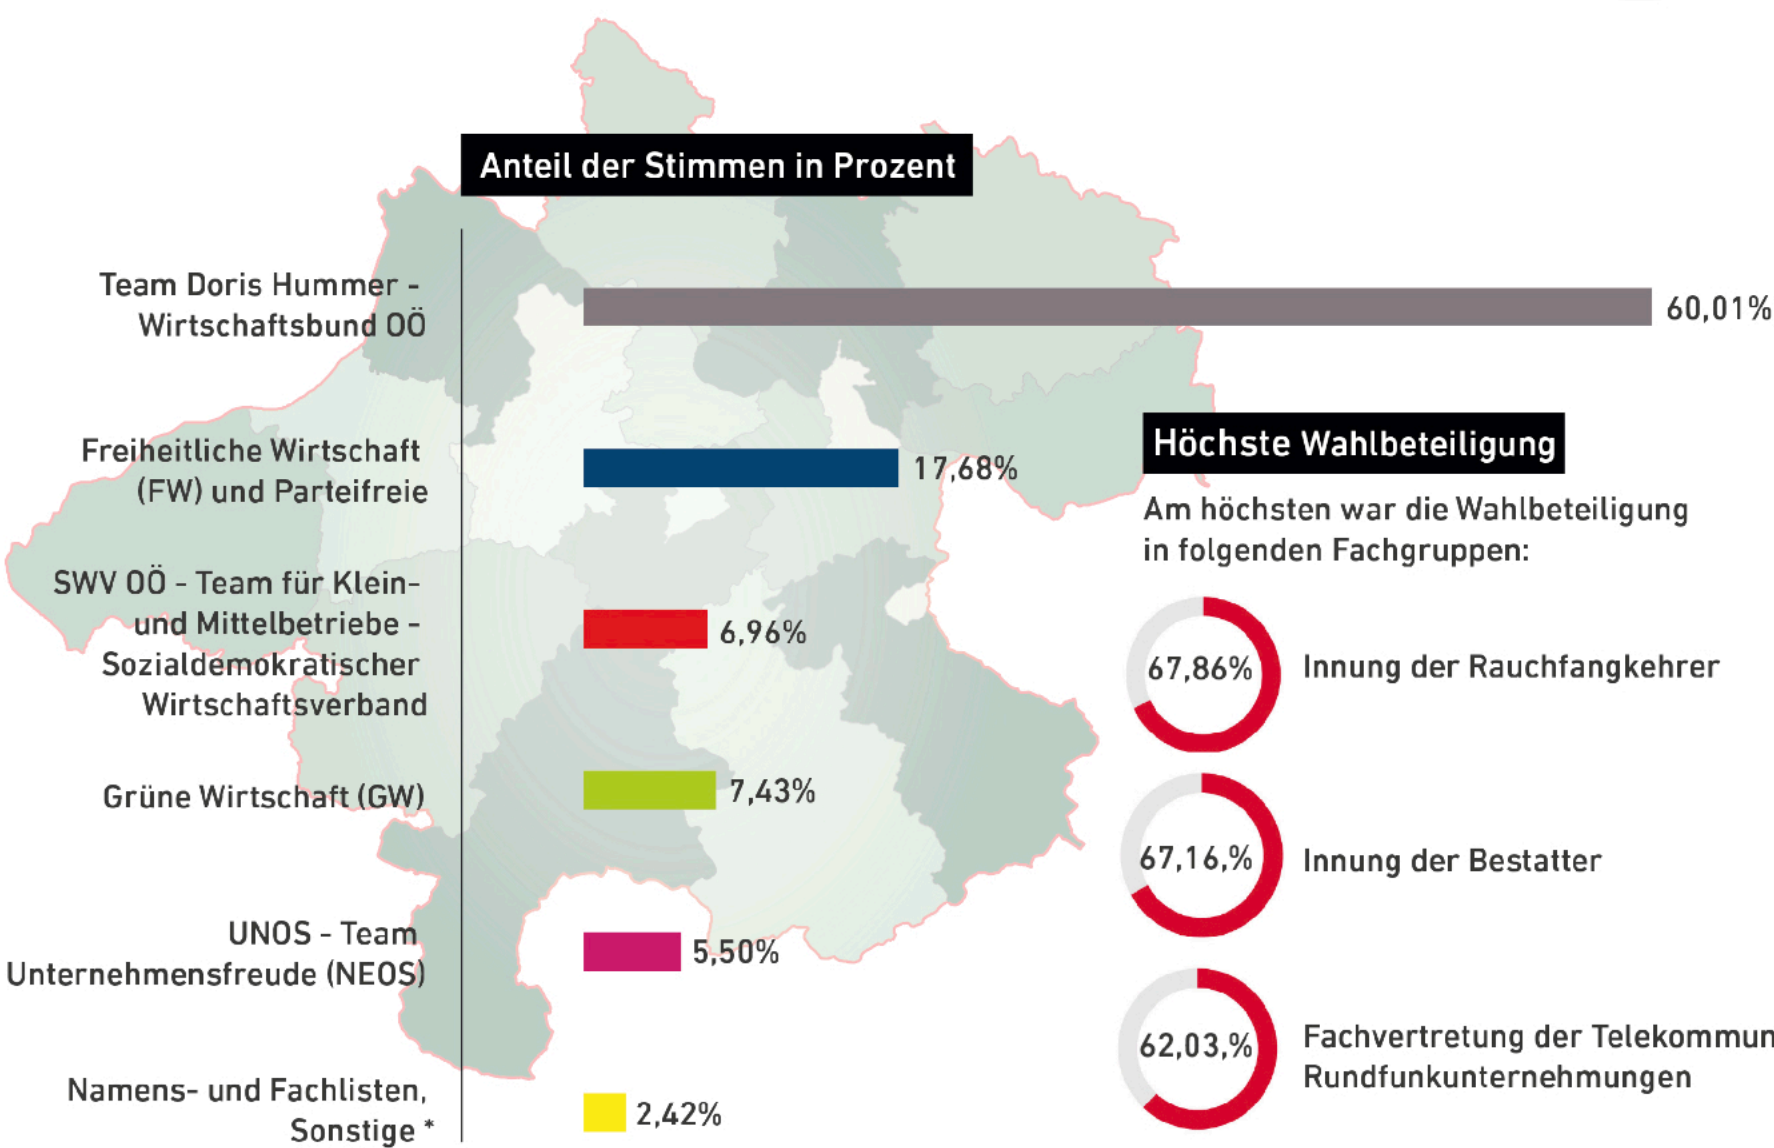 Anteil der Stimmen in Prozent
Team Doris Hummer -
Wirtschaftsbund OÖ
60,01%
Freiheitliche Wirtschaft
(FW) und Parteifreie
17,68%
SWV OÖ - Team für Klein-
und Mittelbetriebe -
Sozialdemokratischer
Wirtschaftsverband
6,96%
Grüne Wirtschaft (GW)
7,43%
UNOS - Team
Unternehmensfreude (NEOS)
5,50%
Namens- und Fachlisten,
Sonstige *
2,42%
Höchste Wahlbeteiligung
Am höchsten war die Wahlbeteiligung
in folgenden Fachgruppen:
67,86%
Innung der Rauchfangkehrer
67,16,%
Innung der Bestatter
62,03,%
Fachvertretung der Telekommun
Rundfunkunternehmungen